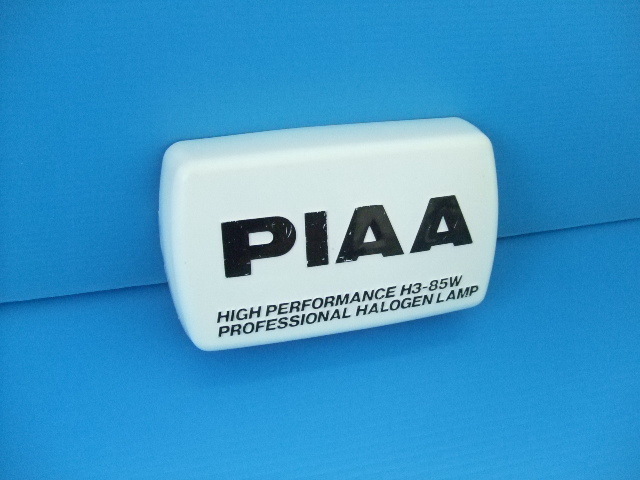 PIAA
HIGH PERFORMANCE H3-85W
PROFESSIONAL HALOGEN LAMP